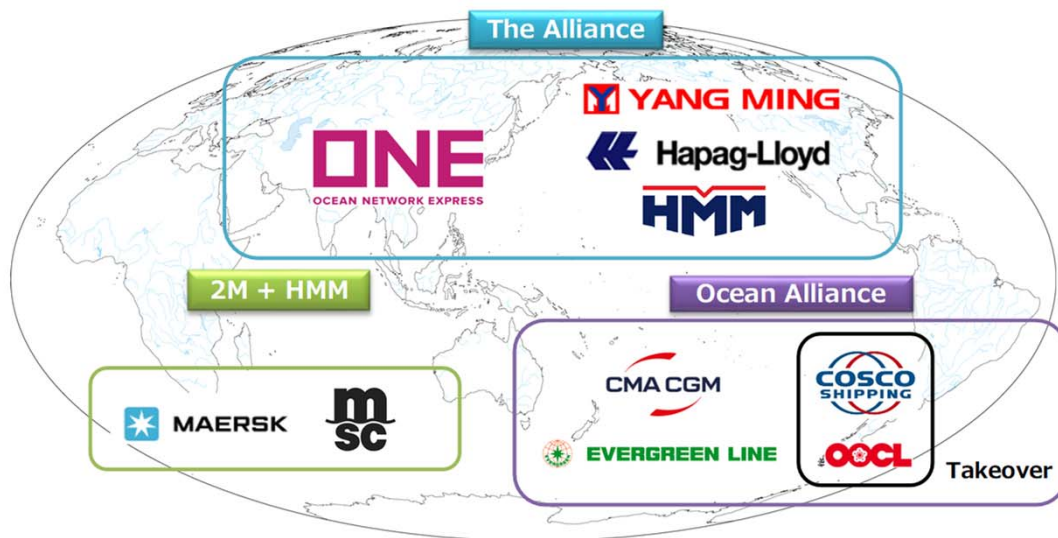 The Alliance
ONE
OCEAN NETWORK EXPRESS
YANG MING
Hapag-Lloyd
HMM
2M + HMM
Ocean Alliance
MAERSK
msc
CMA CGM
EVERGREEN LINE
COSCO
SHIPPING
OOCL
Takeover